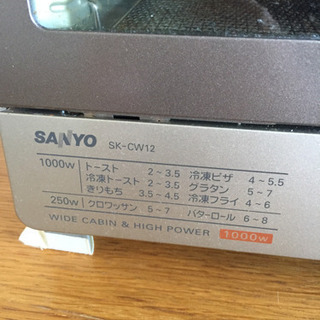 SANYO SK-CW12
1000W トースト 2~3.5 冷凍ピザ 4~5.5
冷凍トースト 2~3.5 グラタン 5~7
きりもち 3.5~4.5 冷凍フライ 4~6
250W クロワッサン 5~7 バターロール 6~8
WIDE CABIN & HIGH POWER 1000W